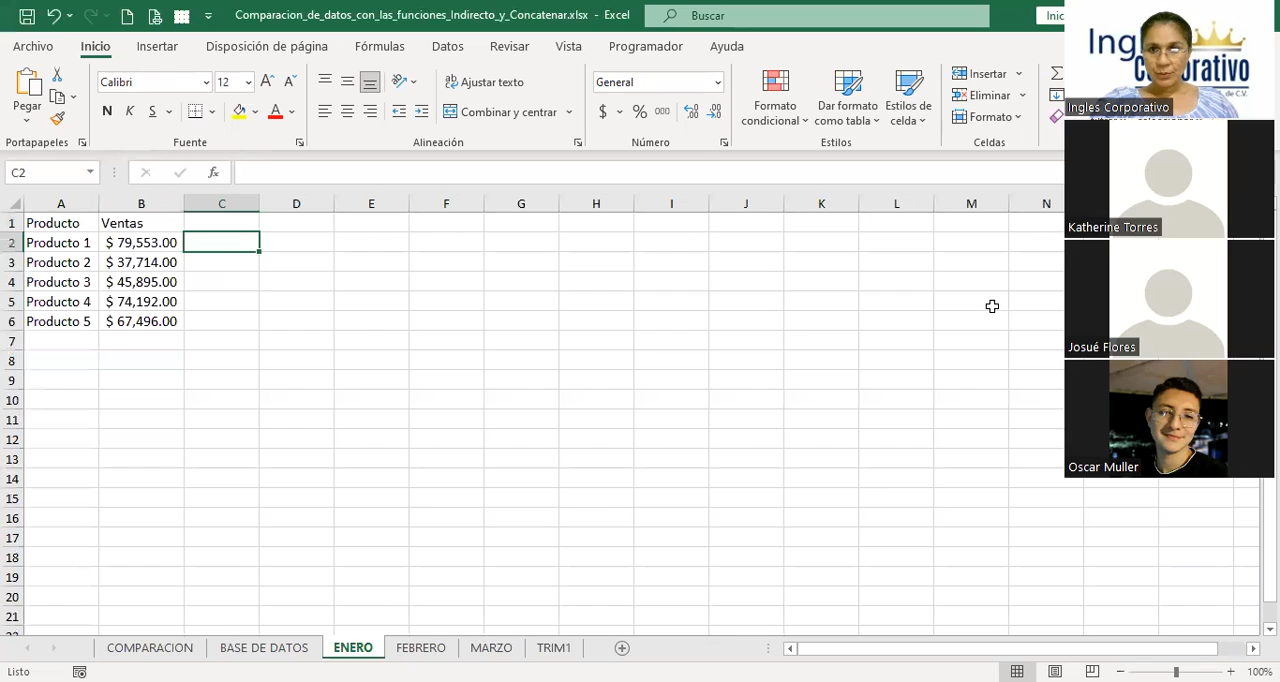 Comparacion_de_datos_con_las_funciones_Indirecto_y_Concatenar.xlsx - Excel
Buscar
Inic
Archivo
Inicio
Insertar
Disposición de página
Fórmulas
Datos
Revisar
Vista
Programador
Ayuda
Pegar
Calibri
12
N K S
Ajustar texto
Combinar y centrar
General
$ % 000
Formato condicional
Dar formato como tabla
Estilos de celda
Insertar
Eliminar
Formato
Portapapeles
Fuente
Alineación
Número
Estilos
Celdas
C2
fx
A B C D E F G H I J K L M N
1 Producto Ventas
2 Producto 1 $ 79,553.00
3 Producto 2 $ 37,714.00
4 Producto 3 $ 45,895.00
5 Producto 4 $ 74,192.00
6 Producto 5 $ 67,496.00
7
8
9
10
11
12
13
14
15
16
17
18
19
20
21
COMPARACION
BASE DE DATOS
ENERO
FEBRERO
MARZO
TRIM1
Listo
100%
Ingles Corporativo
Katherine Torres
Josué Flores
Oscar Muller